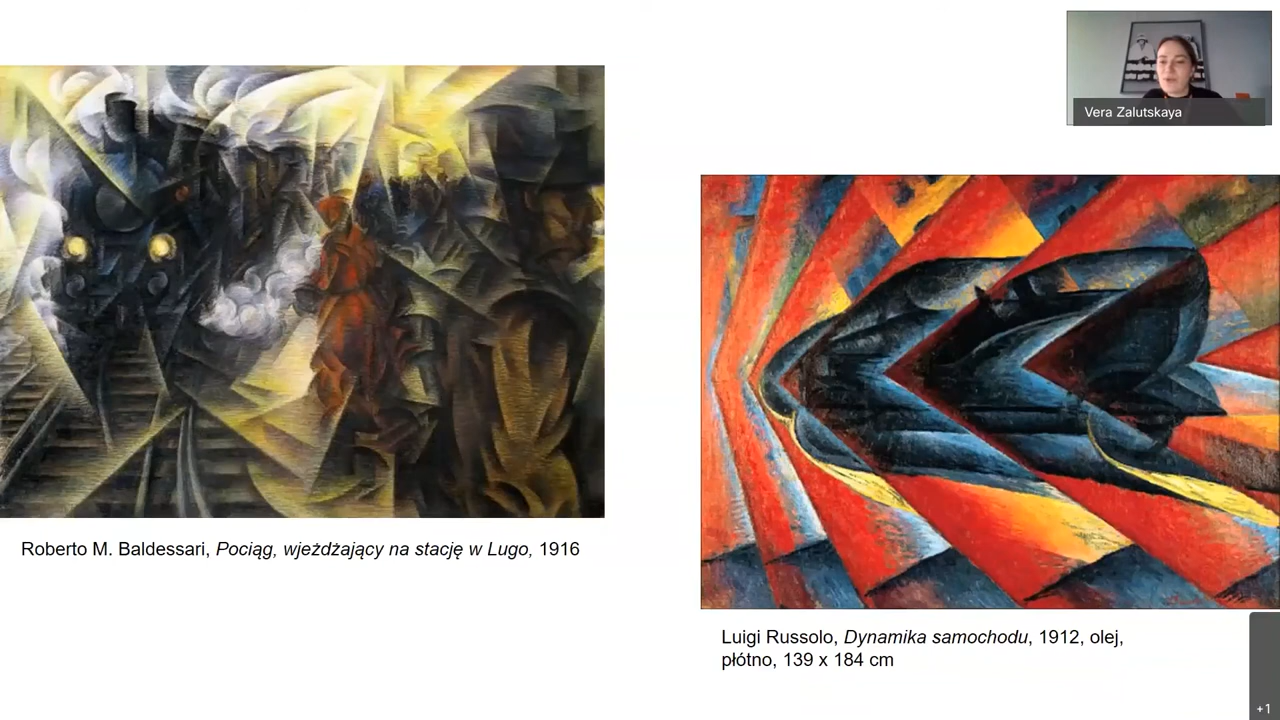 Vera Zalutskaya
Roberto M. Baldessari, Pociąg, wjeżdżający na stację w Lugo, 1916
Luigi Russolo, Dynamika samochodu, 1912, olej,
płótno, 139 x 184 cm
+1